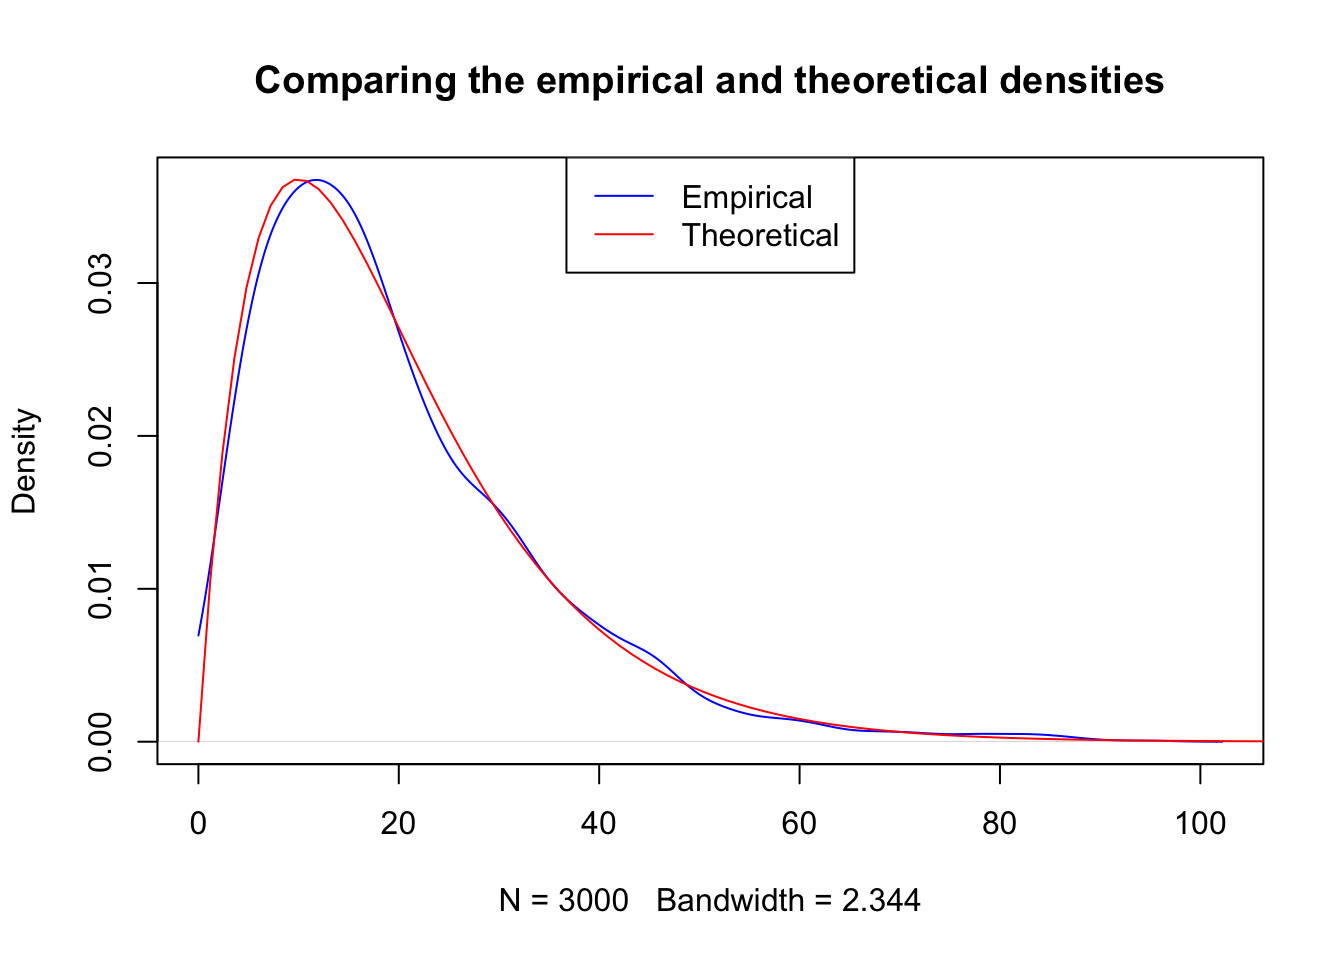 Comparing the empirical and theoretical densities
Empirical
Theoretical
Density
0.03
0.02
0.01
0.00
0 20 40 60 80 100
N = 3000 Bandwidth = 2.344